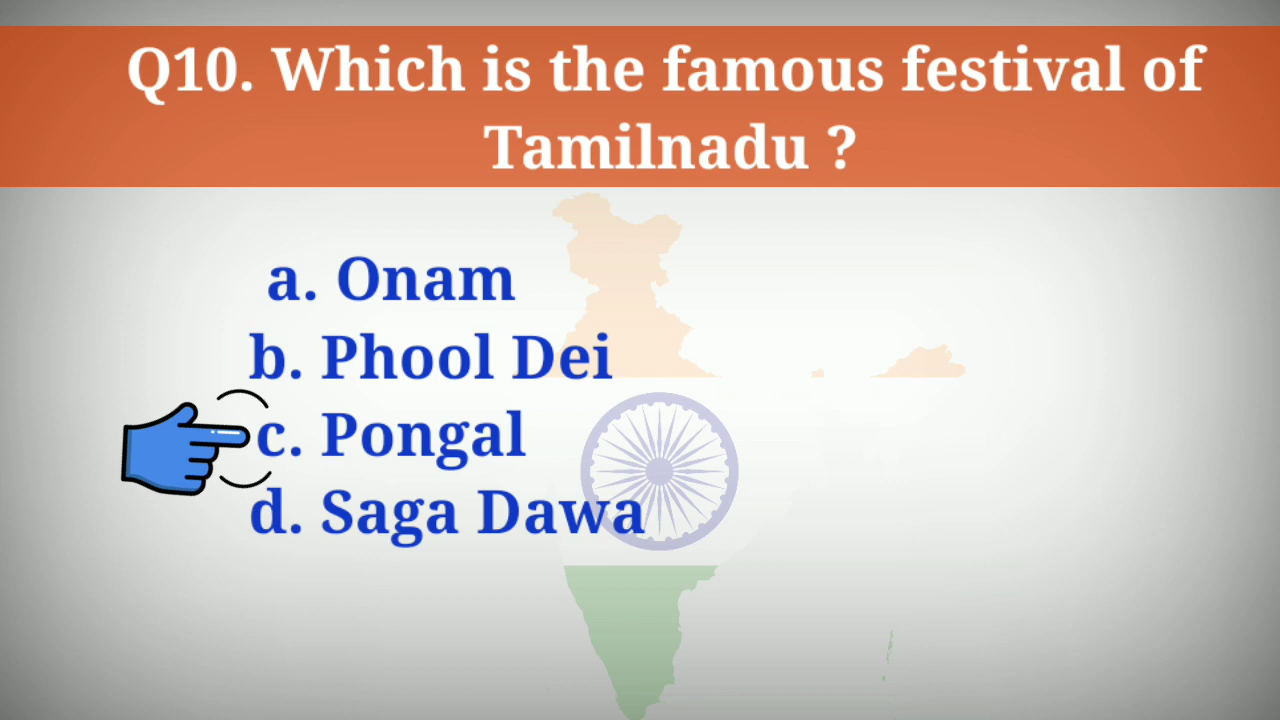 Q10. Which is the famous festival of
Tamilnadu ?
a. Onam
b. Phool Dei
c. Pongal
d. Saga Dawa